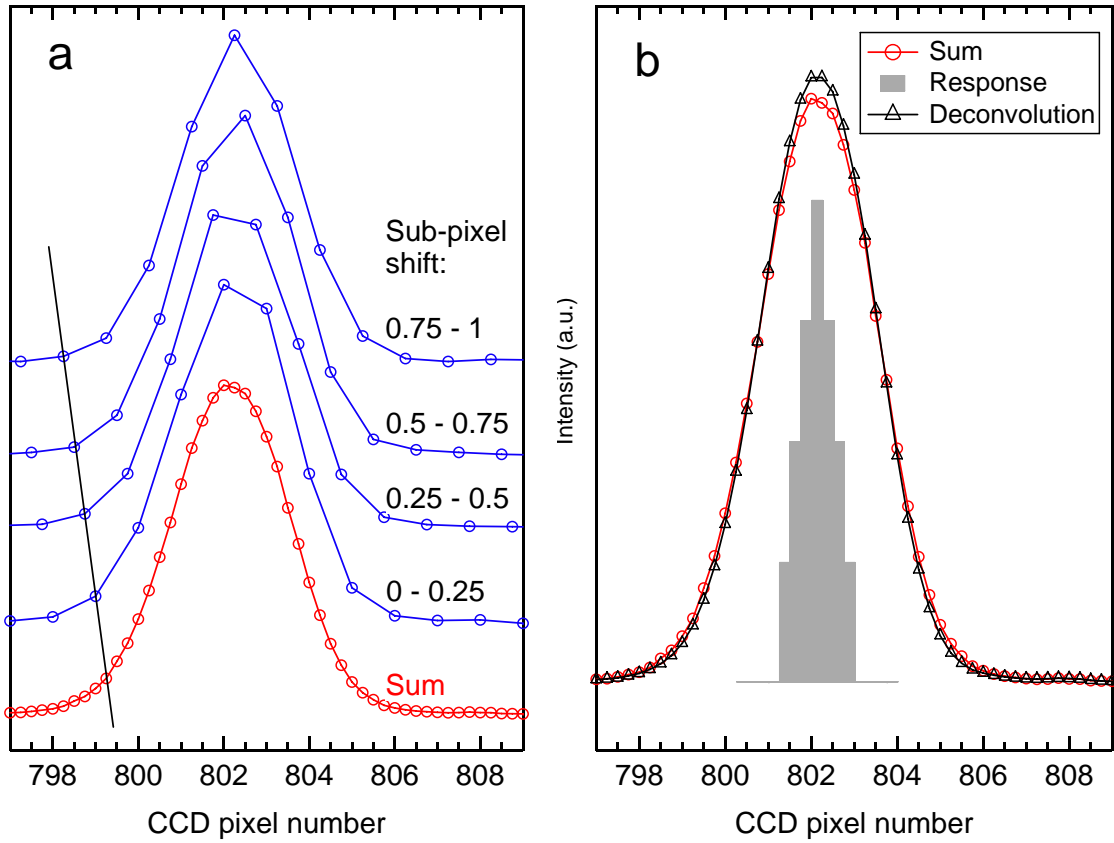 a
Sub-pixel
shift:
0.75 - 1
0.5 - 0.75
0.25 - 0.5
0 - 0.25
Sum
798 800 802 804 806 808
CCD pixel number
b
Sum
Response
Deconvolution
Intensity (a.u.)
798 800 802 804 806 808
CCD pixel number